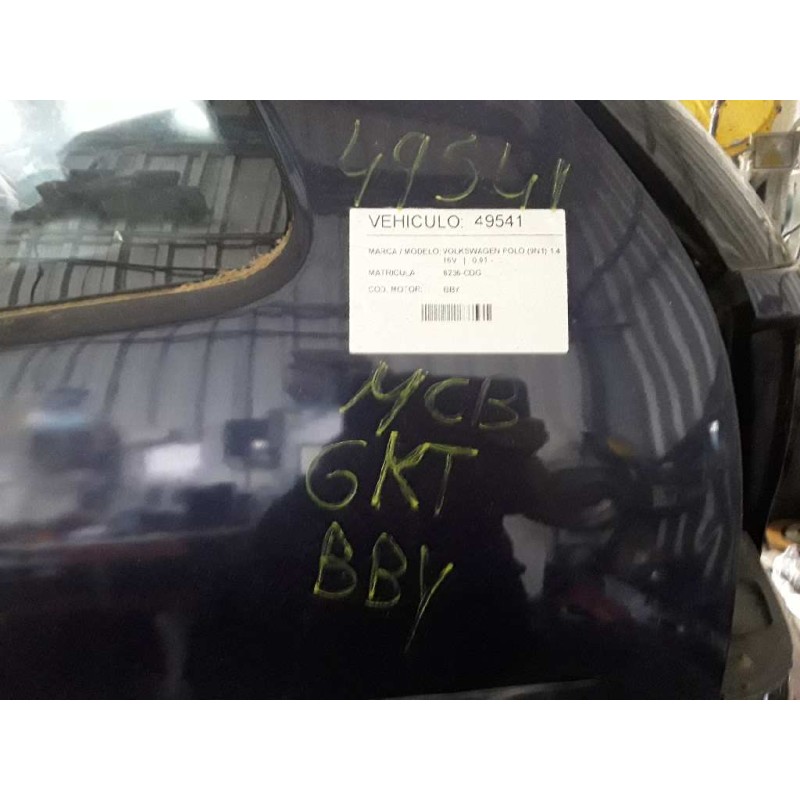 49541
VEHICULO: 49541
MARCA / MODELO: VOLKSWAGEN POLO (9N1) 1.4
16V | 0.01 -
MATRICULA: 8236-CDG
COD. MOTOR: BBY
MCB
GKT
BBY